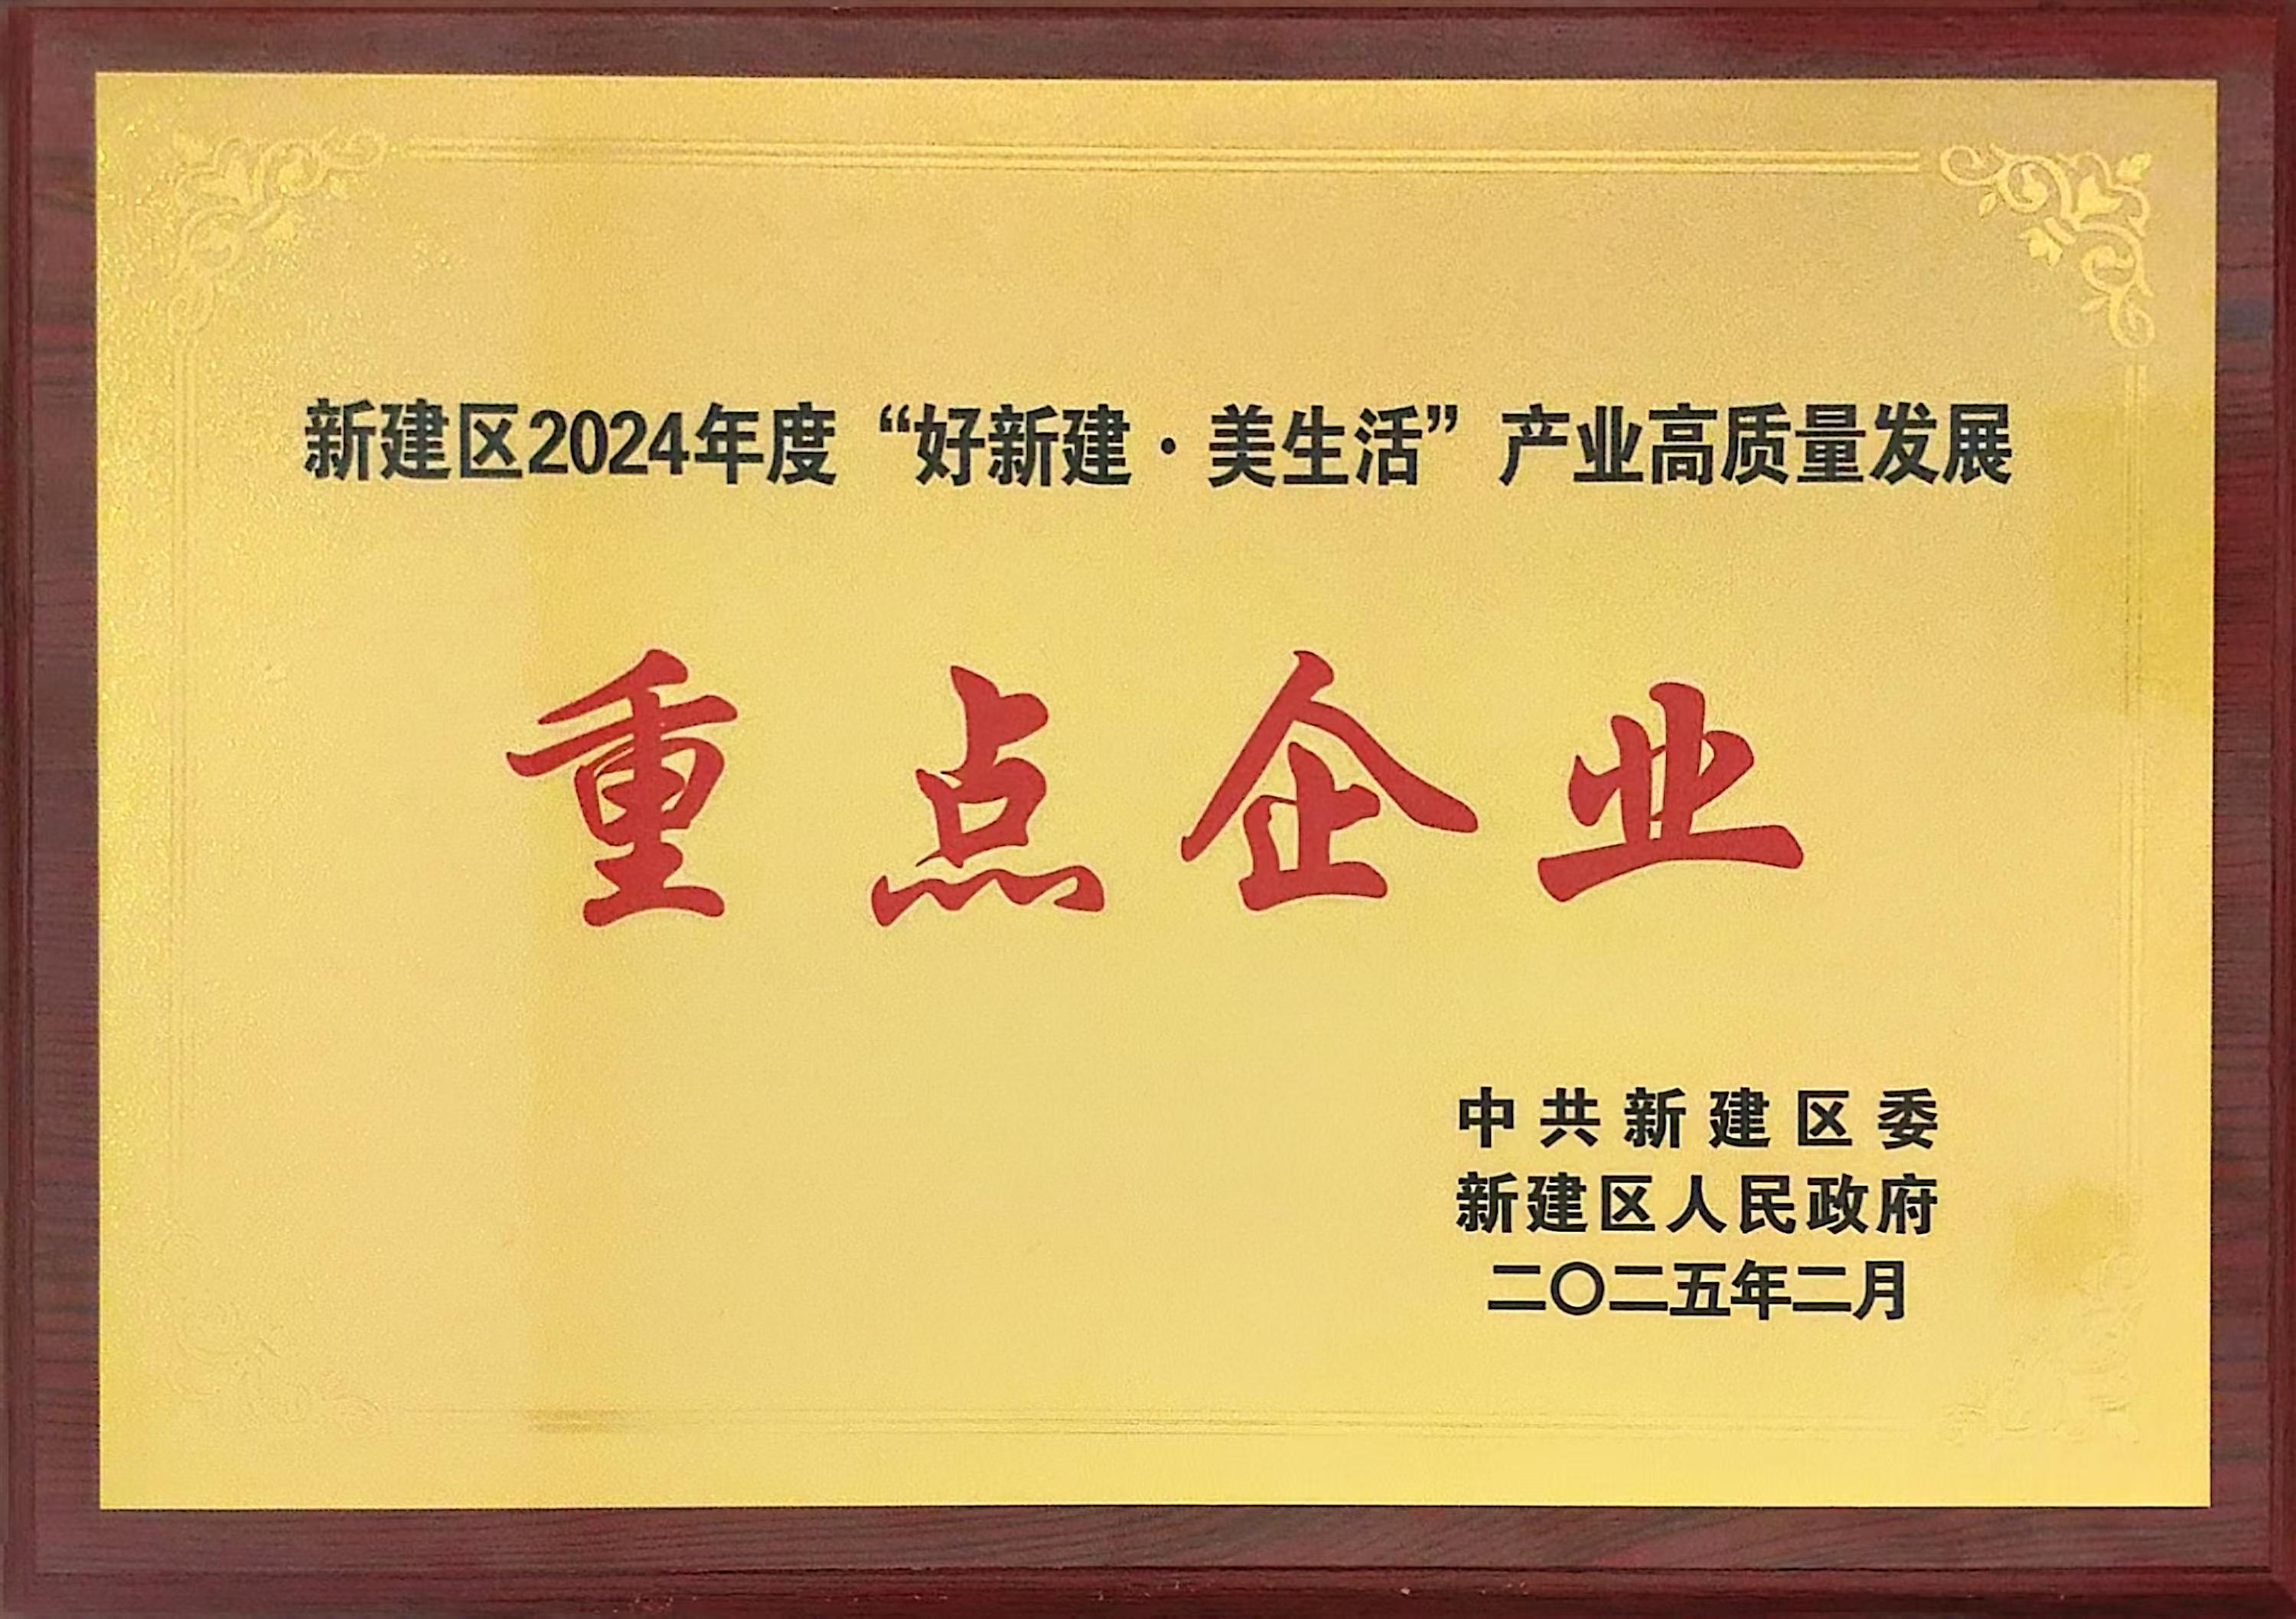 新建区2024年度“好新建·美生活”产业高质量发展
重点企业
中共新建区委
新建区人民政府
二〇二五年二月